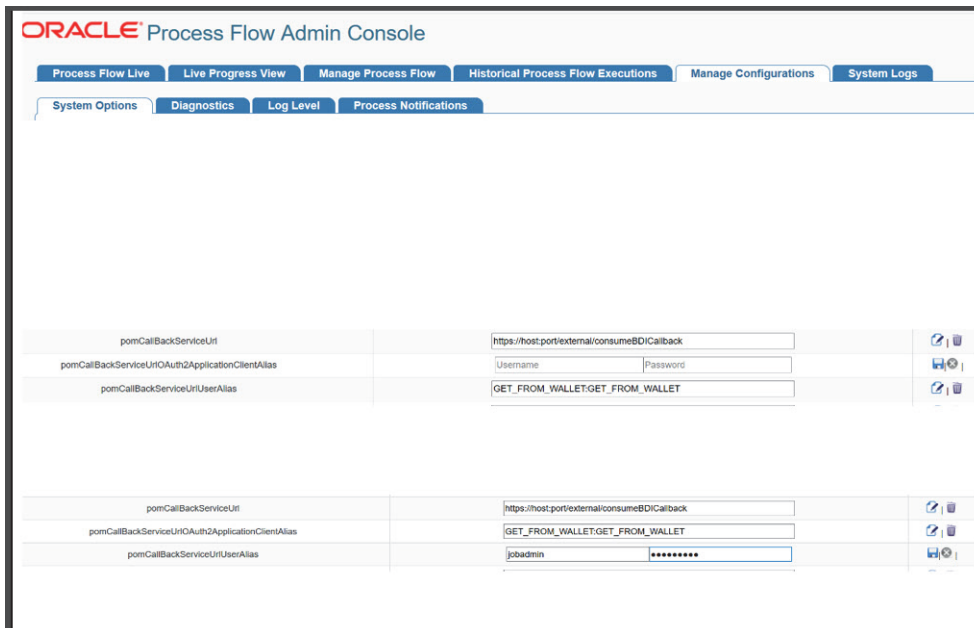 ORACLE Process Flow Admin Console
Process Flow Live Live Progress View Manage Process Flow Historical Process Flow Executions Manage Configurations System Logs
System Options Diagnostics Log Level Process Notifications
pomCallBackServiceUrl https://host:port/external/consumeBDICallback
pomCallBackServiceUrlOAuth2ApplicationClientAlias Username Password
pomCallBackServiceUrlUserAlias GET_FROM_WALLET:GET_FROM_WALLET
pomCallBackServiceUrl https://host:port/external/consumeBDICallback
pomCallBackServiceUrlOAuth2ApplicationClientAlias GET_FROM_WALLET:GET_FROM_WALLET
pomCallBackServiceUrlUserAlias jobadmin •••••••••